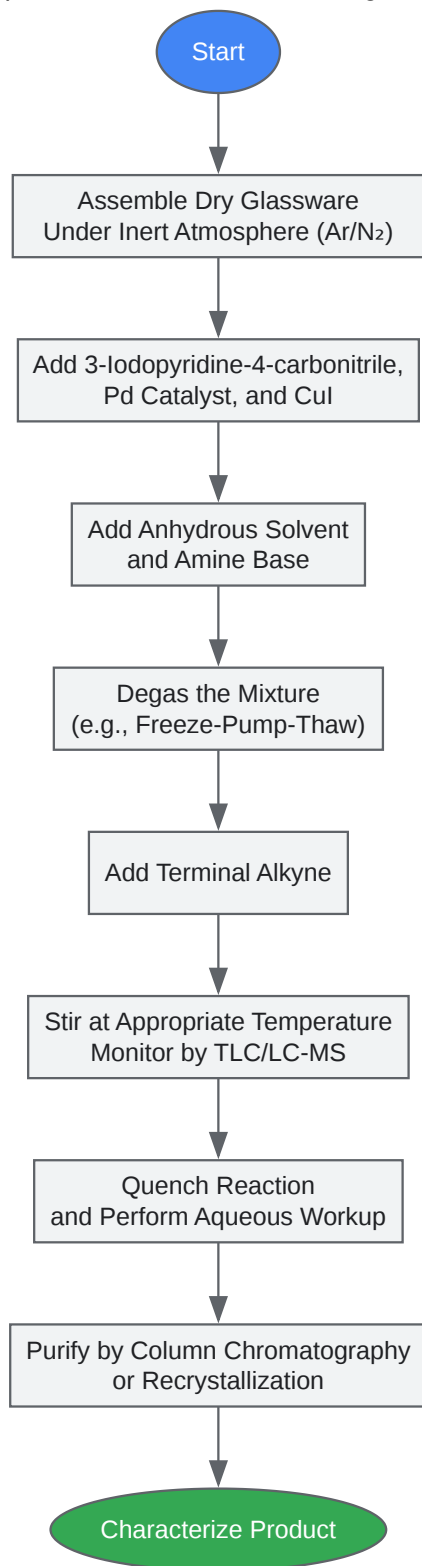 Start
Assemble Dry Glassware
Under Inert Atmosphere (Ar/N₂)
Add 3-Iodopyridine-4-carbonitrile,
Pd Catalyst, and CuI
Add Anhydrous Solvent
and Amine Base
Degas the Mixture
(e.g., Freeze-Pump-Thaw)
Add Terminal Alkyne
Stir at Appropriate Temperature
Monitor by TLC/LC-MS
Quench Reaction
and Perform Aqueous Workup
Purify by Column Chromatography
or Recrystallization
Characterize Product